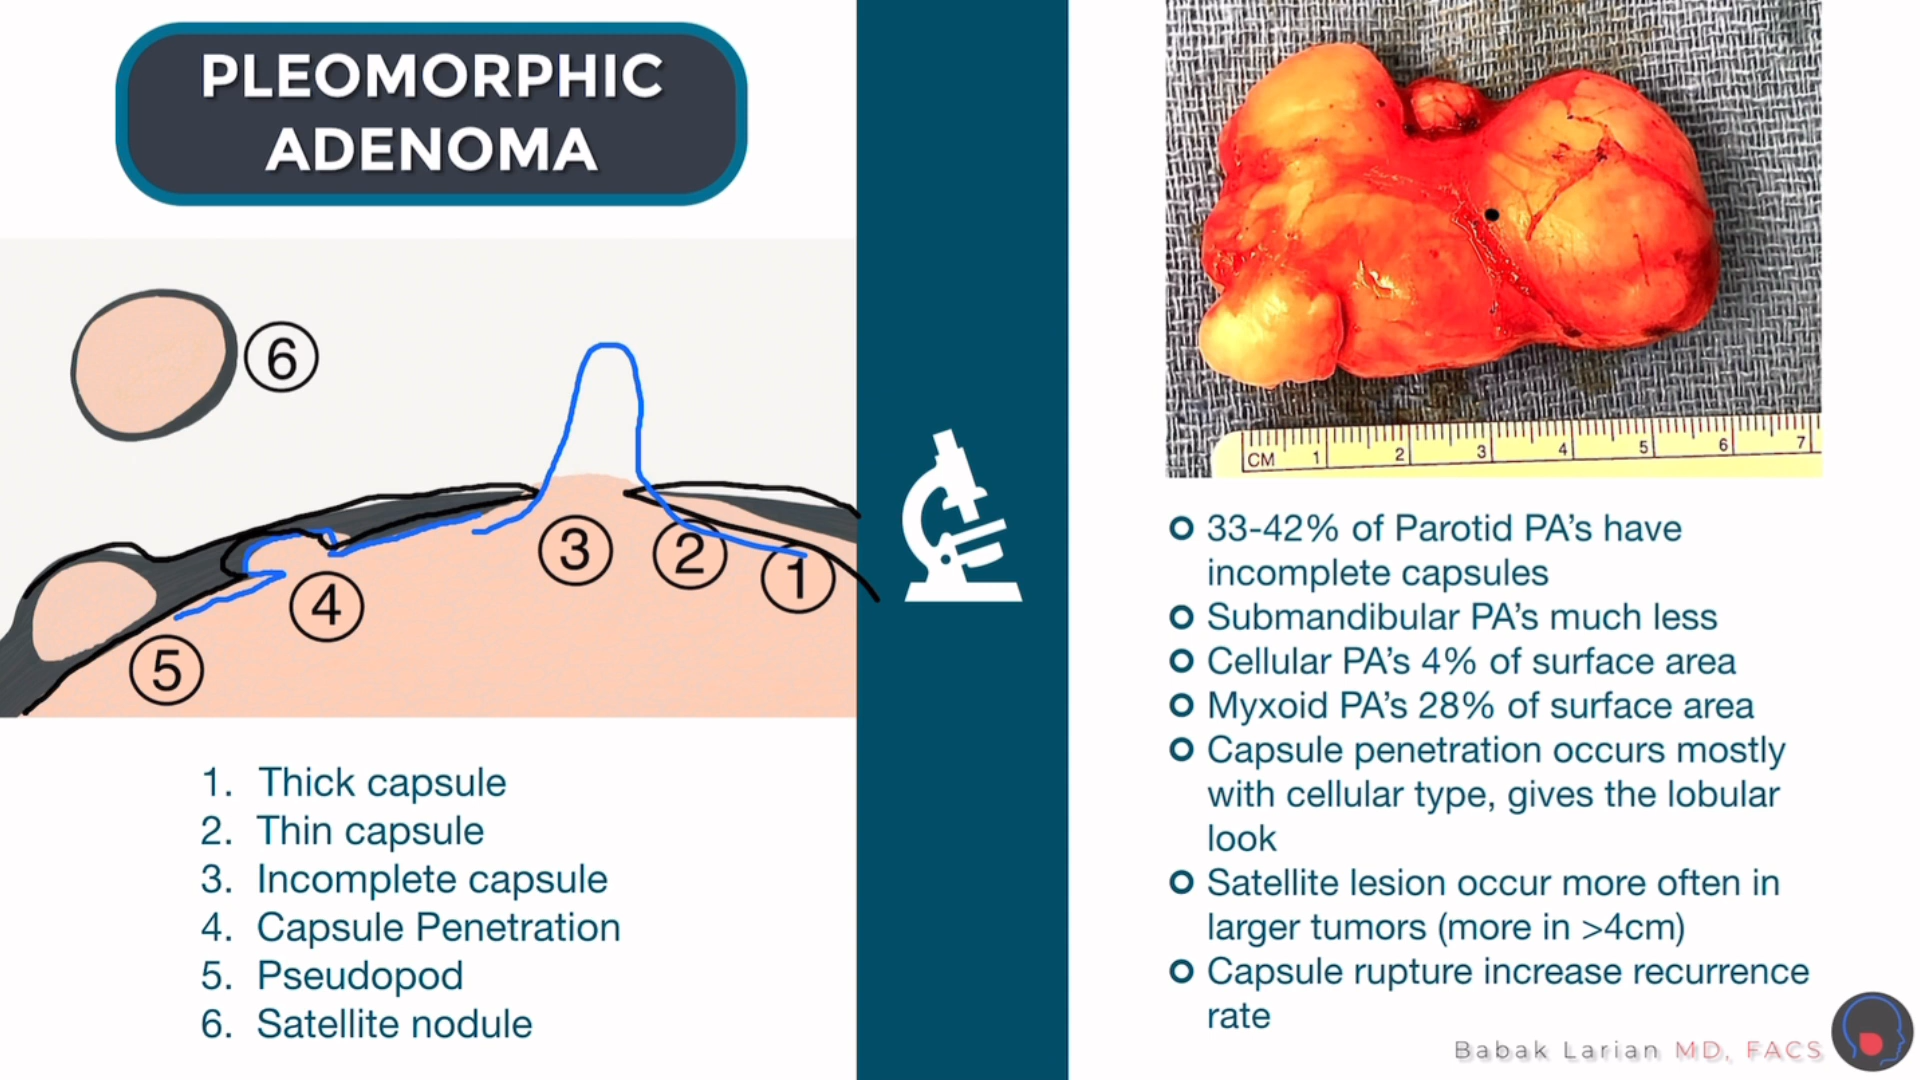 PLEOMORPHIC
ADENOMA
6
3
2
1
4
5
1. Thick capsule
2. Thin capsule
3. Incomplete capsule
4. Capsule Penetration
5. Pseudopod
6. Satellite nodule
CM 1 2 3 4 5 6 7
33-42% of Parotid PA’s have
incomplete capsules
Submandibular PA’s much less
Cellular PA’s 4% of surface area
Myxoid PA’s 28% of surface area
Capsule penetration occurs mostly
with cellular type, gives the lobular
look
Satellite lesion occur more often in
larger tumors (more in >4cm)
Capsule rupture increase recurrence
rate
Babak Larian MD, FACS